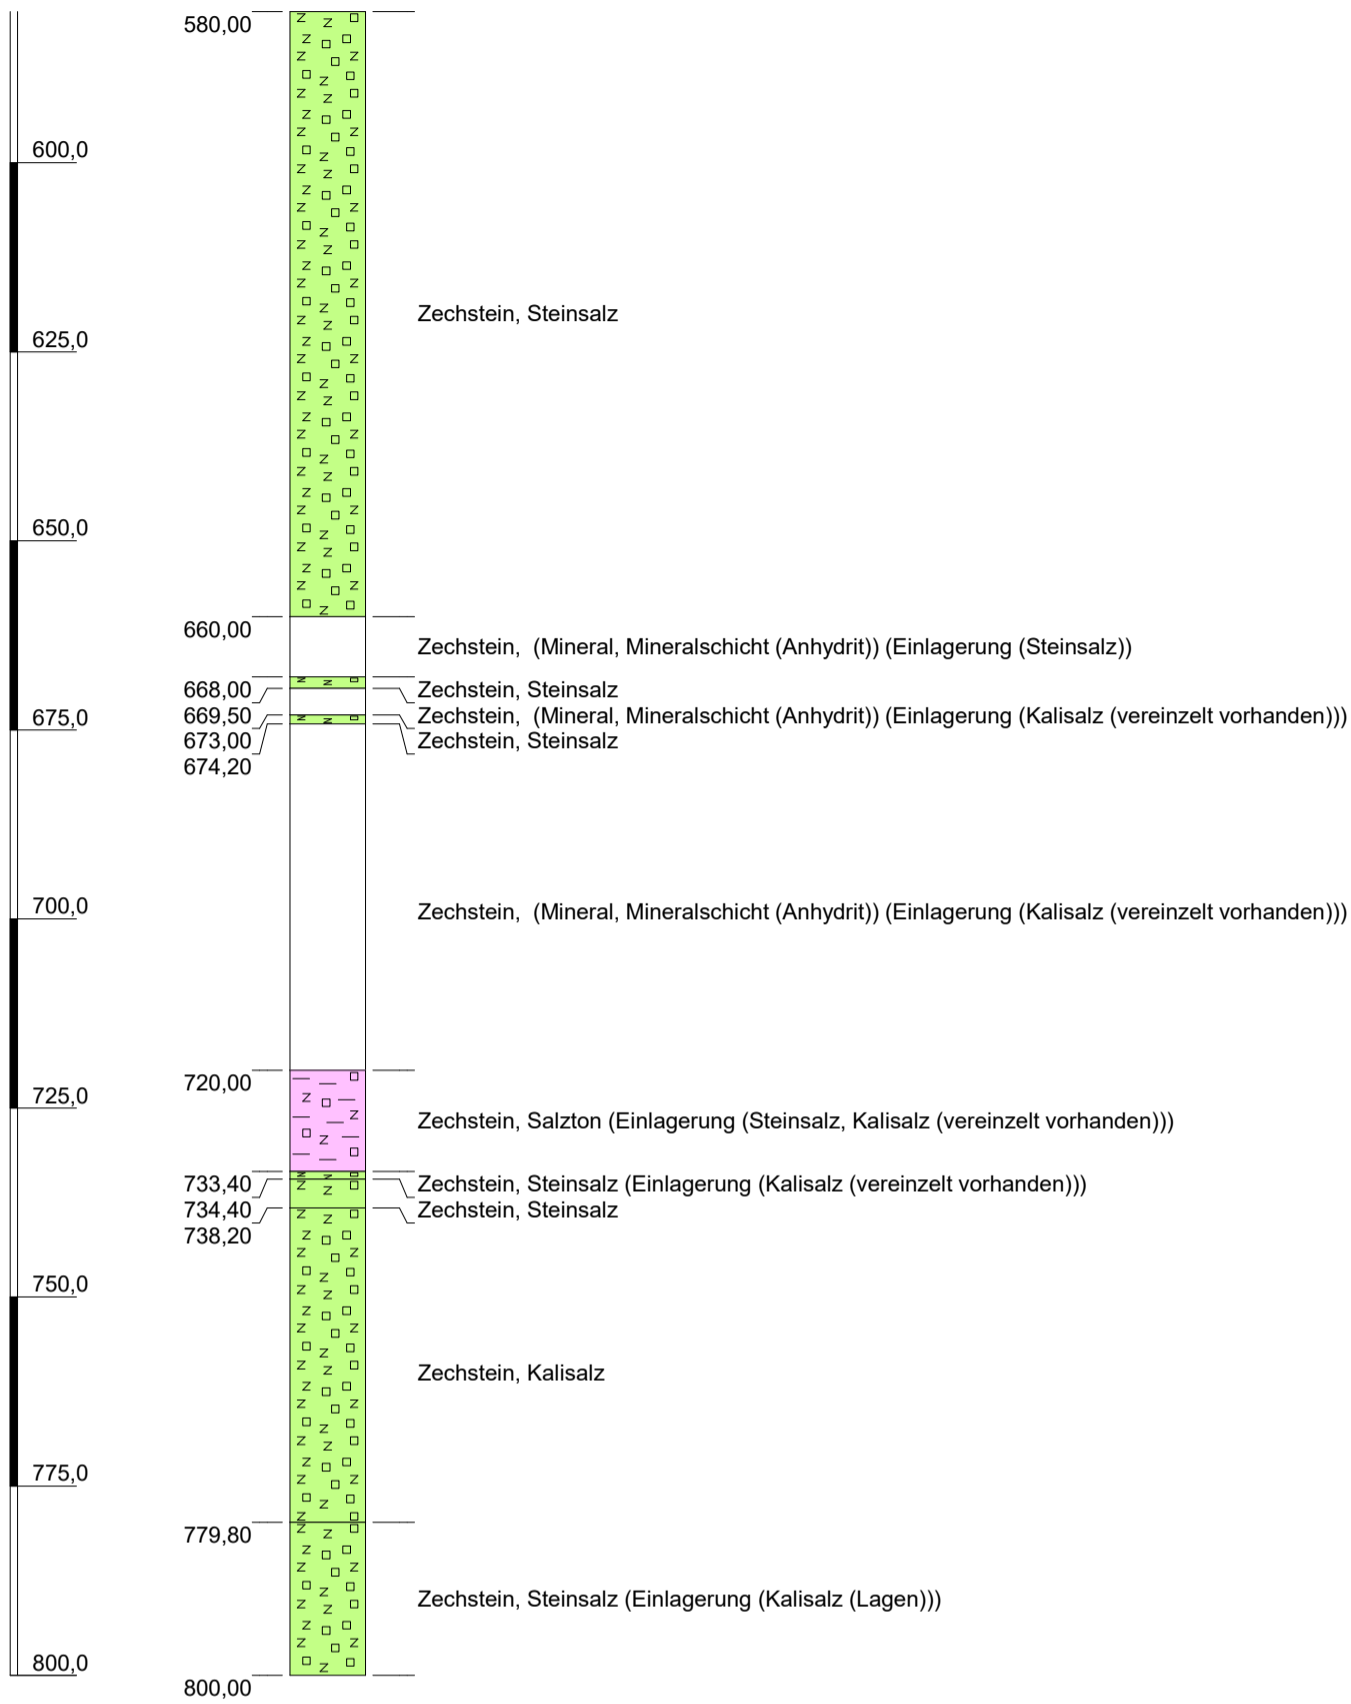 580,00
600,0
Zechstein, Steinsalz
625,0
650,0
660,00
Zechstein,  (Mineral, Mineralschicht (Anhydrit)) (Einlagerung (Steinsalz))
668,00
Zechstein, Steinsalz
669,50
Zechstein,  (Mineral, Mineralschicht (Anhydrit)) (Einlagerung (Kalisalz (vereinzelt vorhanden)))
675,0
673,00
Zechstein, Steinsalz
674,20
700,0
Zechstein,  (Mineral, Mineralschicht (Anhydrit)) (Einlagerung (Kalisalz (vereinzelt vorhanden)))
720,00
725,0
Zechstein, Salzton (Einlagerung (Steinsalz, Kalisalz (vereinzelt vorhanden)))
733,40
Zechstein, Steinsalz (Einlagerung (Kalisalz (vereinzelt vorhanden)))
734,40
Zechstein, Steinsalz
738,20
750,0
Zechstein, Kalisalz
775,0
779,80
Zechstein, Steinsalz (Einlagerung (Kalisalz (Lagen)))
800,0
800,00